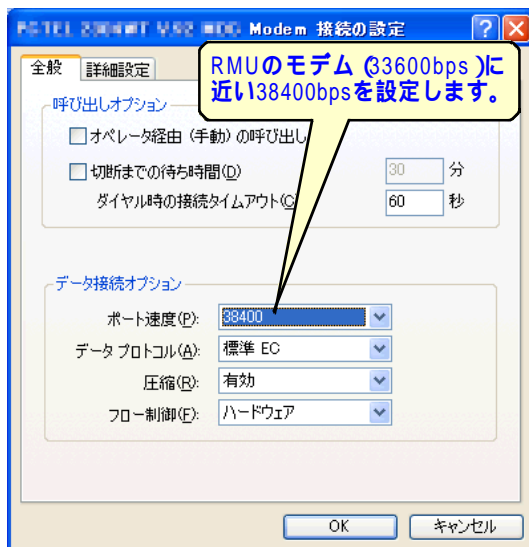 Modem 接続の設定
全般 詳細設定
RMUのモデム (33600bps)に
近い38400bpsを設定します。
呼び出しオプション
オペレータ経由 (手動) の呼び出し
切断までの待ち時間(D) 30 分
ダイヤル時の接続タイムアウト(C) 60 秒
データ接続オプション
ポート速度(P): 38400
データ プロトコル(A): 標準 EC
圧縮(R): 有効
フロー制御(F): ハードウェア
OK キャンセル